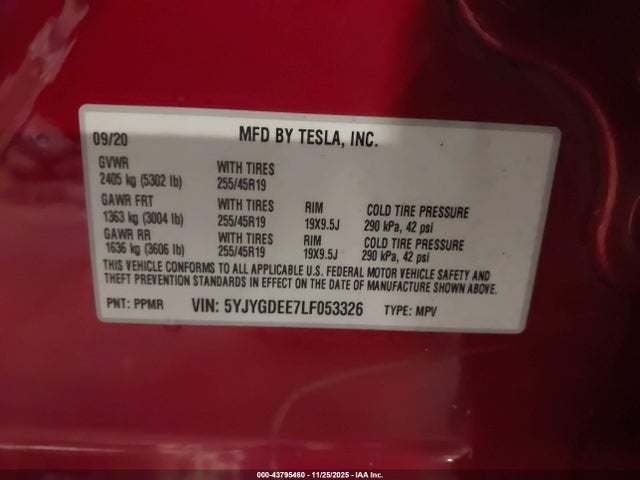 09/20 MFD BY TESLA, INC.
GVWR WITH TIRES
2405 kg (5302 lb) 255/45R19
GAWR FRT WITH TIRES RIM COLD TIRE PRESSURE
1363 kg (3004 lb) 255/45R19 19X9.5J 290 kPa, 42 psi
GAWR RR WITH TIRES RIM COLD TIRE PRESSURE
1636 kg (3606 lb) 255/45R19 19X9.5J 290 kPa, 42 psi
THIS VEHICLE CONFORMS TO ALL APPLICABLE U.S. FEDERAL MOTOR VEHICLE SAFETY AND
THEFT PREVENTION STANDARDS IN EFFECT ON THE DATE OF MANUFACTURE SHOWN ABOVE.
PNT: PPMR VIN: 5YJYGDEE7LF053326 TYPE: MPV
000-43795460 - 11/25/2025 - IAA Inc.